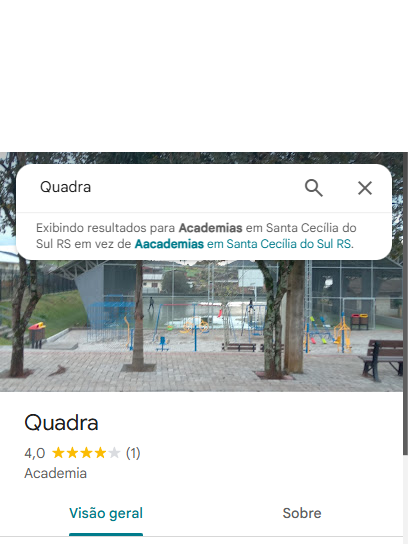 Quadra
Exibindo resultados para Academias em Santa Cecília do
Sul RS em vez de Aacademias em Santa Cecília do Sul RS.
Quadra
4,0 (1)
Academia
Visão geral Sobre